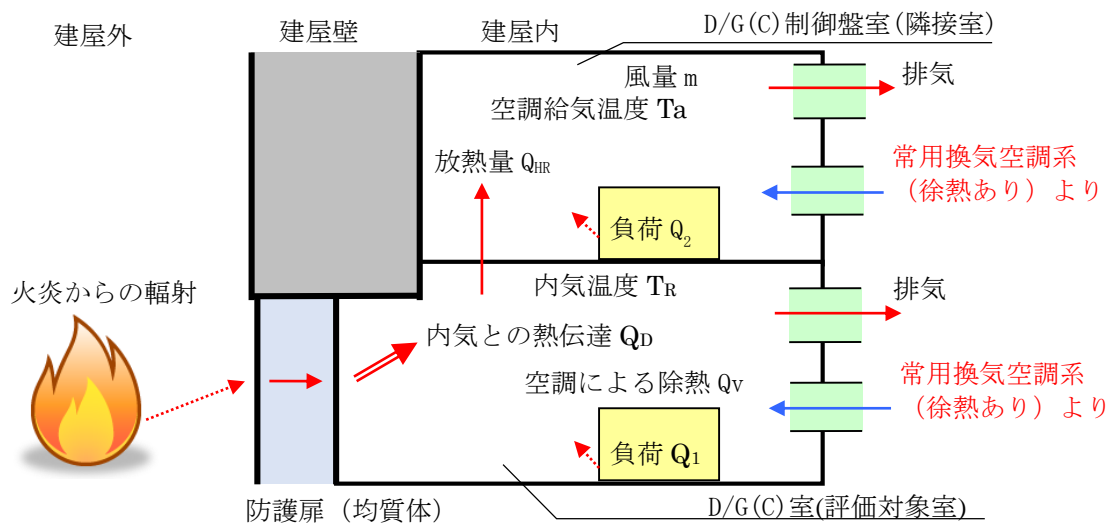 建屋外
建屋壁
建屋内
D/G(C)制御盤室(隣接室)
風量 m
空調給気温度 Ta
排気
放熱量 QHR
常用換気空調系
（徐熱あり）より
負荷 Q2
内気温度 TR
火炎からの輻射
排気
内気との熱伝達 QD
空調による除熱 QV
常用換気空調系
（徐熱あり）より
負荷 Q1
防護扉（均質体）
D/G(C)室(評価対象室)